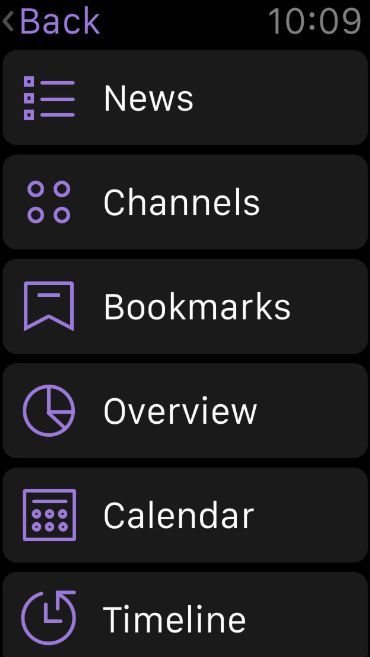 Back 10:09
News
Channels
Bookmarks
Overview
Calendar
Timeline